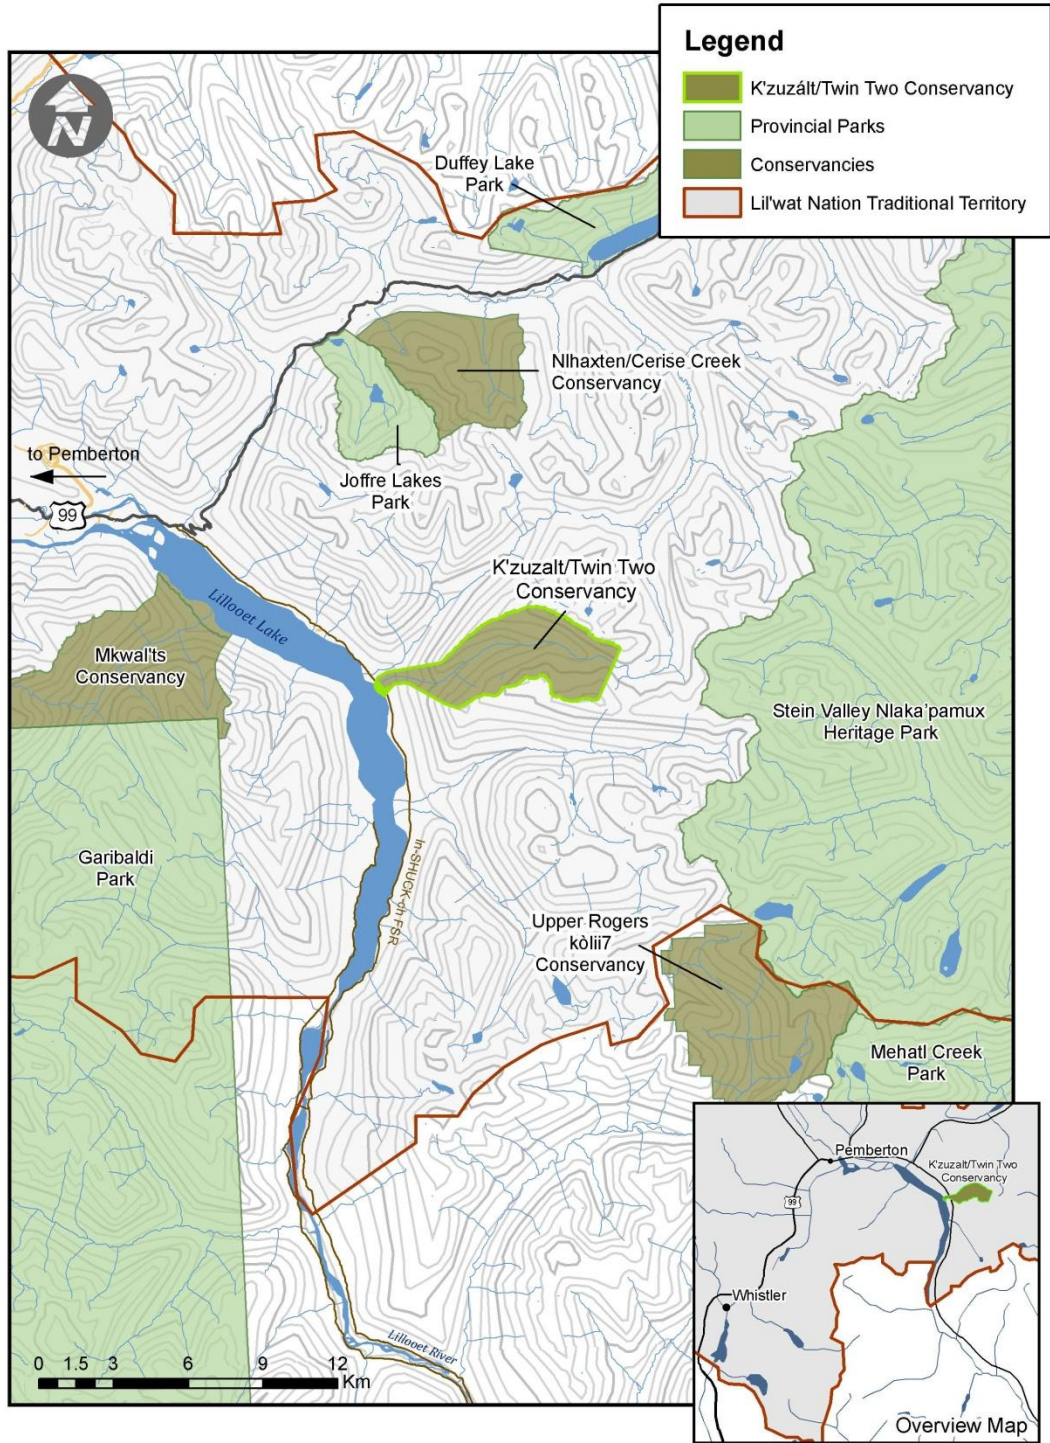 Legend
K'zuzált/Twin Two Conservancy
Provincial Parks
Conservancies
Lil'wat Nation Traditional Territory
N
Duffey Lake
Park
Nlhaxten/Cerise Creek
Conservancy
to Pemberton
Joffre Lakes
Park
99
K'zuzalt/Twin Two
Conservancy
Lillooet Lake
Mkwal'ts
Conservancy
Stein Valley Nlaka'pamux
Heritage Park
Garibaldi
Park
In-SHUCK-ch FSR
Upper Rogers
kòlii7
Conservancy
Mehatl Creek
Park
Lillooet River
0 1.5 3 6 9 12
Km
Pemberton
K'zuzalt/Twin Two
Conservancy
99
Whistler
Overview Map